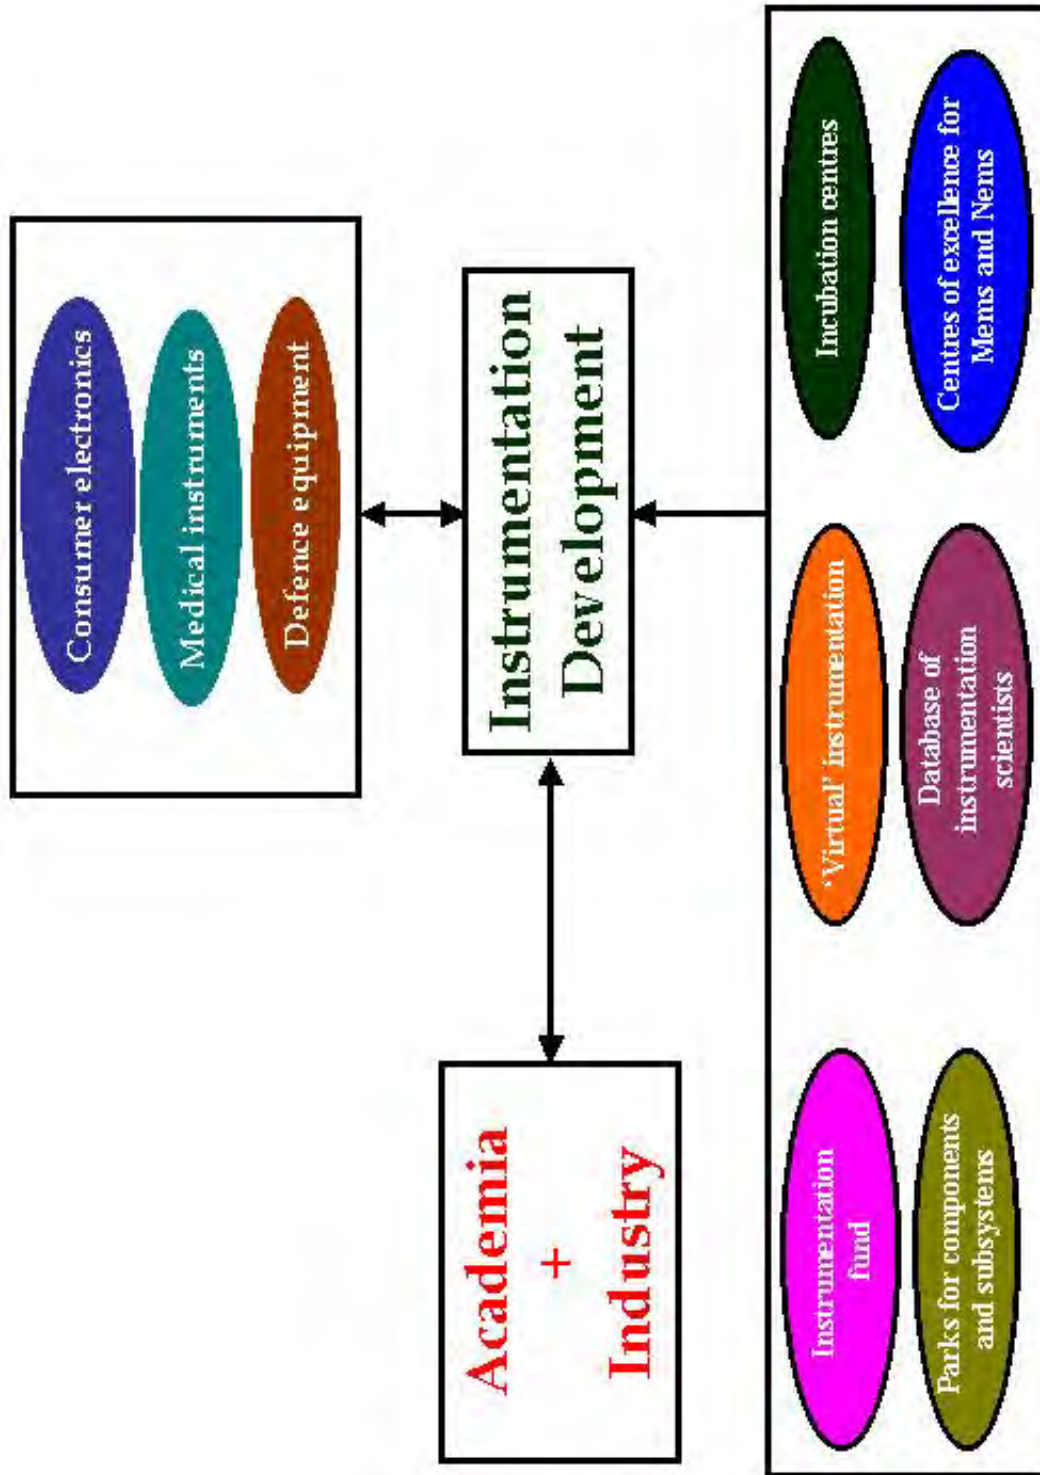 Consumer electronics
Medical instruments
Defence equipment
Academia
+
Industry
Instrumentation
Development
Instrumentation
fund
'Virtual' instrumentation
Incubation centres
Parks for components
and subsystems
Database of
instrumentation
scientists
Centres of excellence for
Mems and Nems